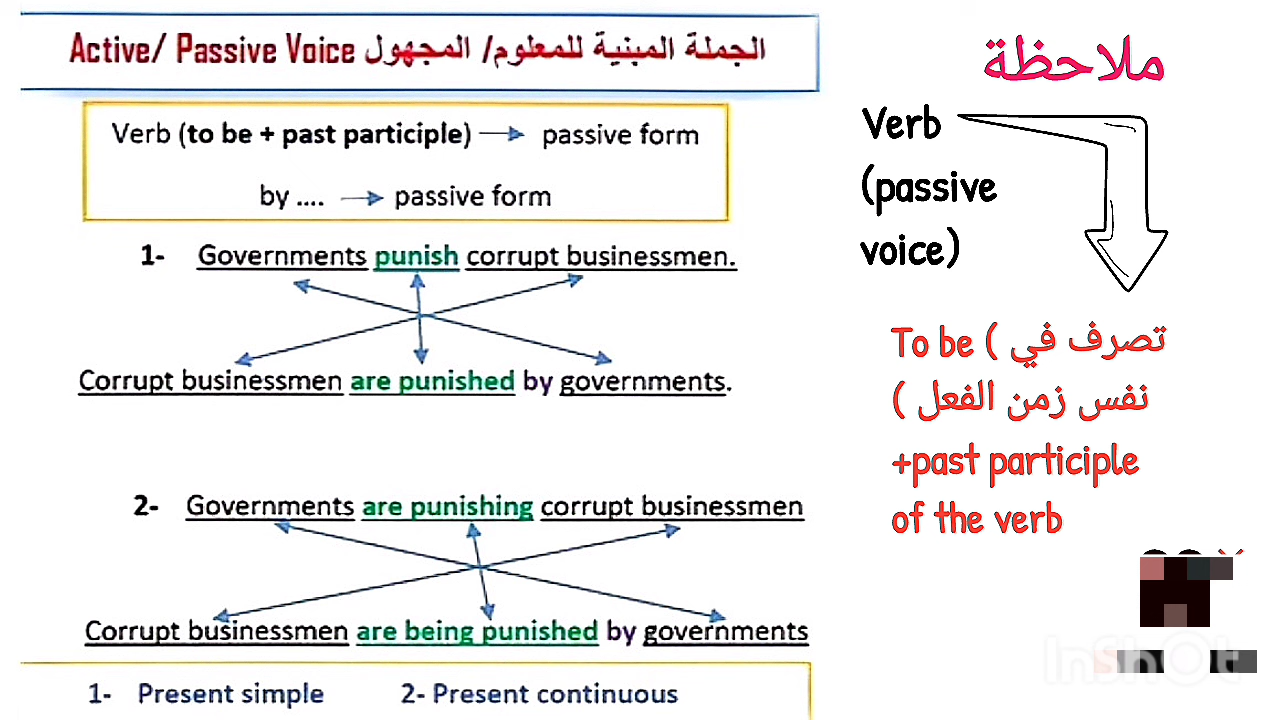 Active/ Passive Voice الجملة المبنية للمعلوم/ المجهول
Verb (to be + past participle) → passive form
by .... → passive form
1- Governments punish corrupt businessmen.
Corrupt businessmen are punished by governments.
2- Governments are punishing corrupt businessmen
Corrupt businessmen are being punished by governments
1- Present simple 2- Present continuous
ملاحظة
Verb
(passive
voice)
To be ( تصرف في
نفس زمن الفعل )
+past participle
of the verb
InShOt